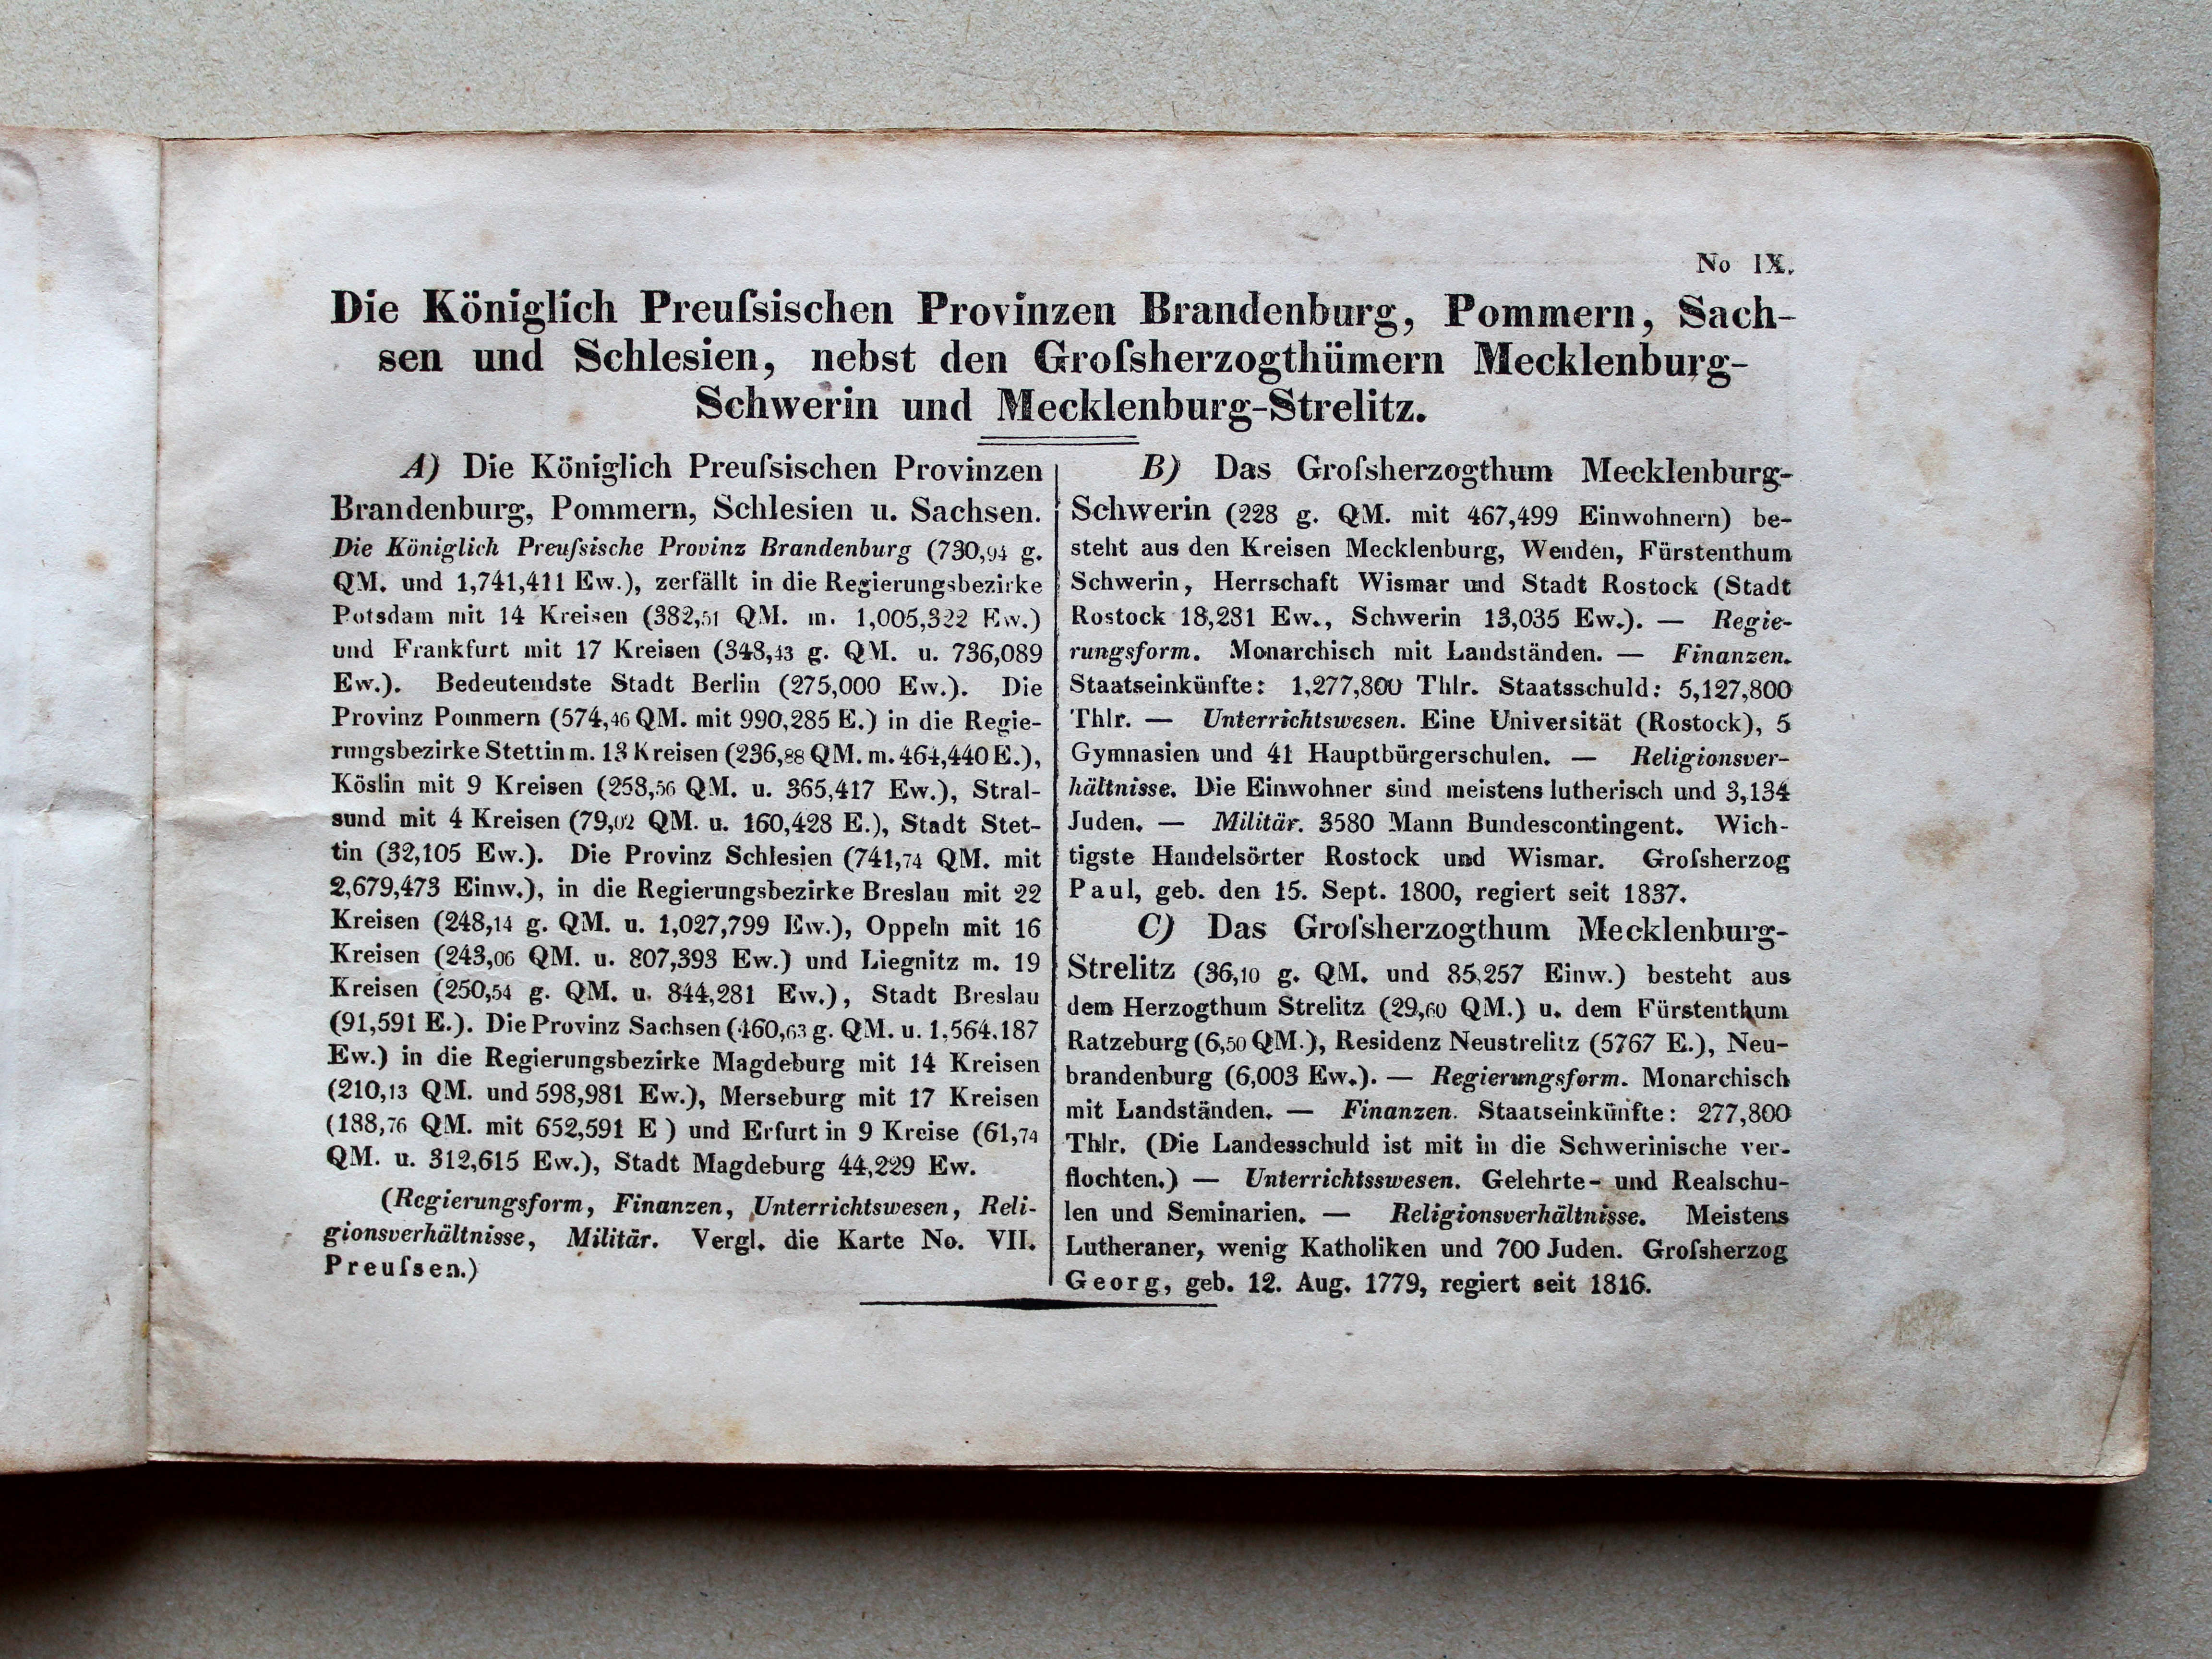 No IX.
Die Königlich Preuſsischen Provinzen Brandenburg, Pommern, Sach-
sen und Schlesien, nebst den Groſsherzogthümern Mecklenburg-
Schwerin und Mecklenburg-Strelitz.
A) Die Königlich Preuſsischen Provinzen
Brandenburg, Pommern, Schlesien u. Sachsen.
Die Königlich Preuſsische Provinz Brandenburg (730,94 g.
QM. und 1,741,411 Ew.), zerfällt in die Regierungsbezirke
Potsdam mit 14 Kreisen (382,51 QM. m. 1,005,322 Ew.)
und Frankfurt mit 17 Kreisen (348,43 g. QM. u. 736,089
Ew.). Bedeutendste Stadt Berlin (275,000 Ew.). Die
Provinz Pommern (574,46 QM. mit 990,285 E.) in die Regie-
rungsbezirke Stettin m. 13 Kreisen (236,88 QM. m. 464,440 E.),
Köslin mit 9 Kreisen (258,56 QM. u. 365,417 Ew.), Stral-
sund mit 4 Kreisen (79,02 QM. u. 160,428 E.), Stadt Stet-
tin (32,105 Ew.). Die Provinz Schlesien (741,74 QM. mit
2,679,473 Einw.), in die Regierungsbezirke Breslau mit 22
Kreisen (248,14 g. QM. u. 1,027,799 Ew.), Oppeln mit 16
Kreisen (243,06 QM. u. 807,393 Ew.) und Liegnitz m. 19
Kreisen (250,54 g. QM. u. 844,281 Ew.), Stadt Breslau
(91,591 E.). Die Provinz Sachsen (460,63 g. QM. u. 1,564,187
Ew.) in die Regierungsbezirke Magdeburg mit 14 Kreisen
(210,13 QM. und 598,981 Ew.), Merseburg mit 17 Kreisen
(188,76 QM. mit 652,591 E ) und Erfurt in 9 Kreise (61,74
QM. u. 312,615 Ew.), Stadt Magdeburg 44,229 Ew.
(Regierungsform, Finanzen, Unterrichtswesen, Reli-
gionsverhältnisse, Militär. Vergl. die Karte No. VII.
Preuſsen.)
B) Das Groſsherzogthum Mecklenburg-
Schwerin (228 g. QM. mit 467,499 Einwohnern) be-
steht aus den Kreisen Mecklenburg, Wenden, Fürstenthum
Schwerin, Herrschaft Wismar und Stadt Rostock (Stadt
Rostock 18,281 Ew., Schwerin 13,035 Ew.). — Regie-
rungsform. Monarchisch mit Landständen. — Finanzen.
Staatseinkünfte: 1,277,800 Thlr. Staatsschuld: 5,127,800
Thlr. — Unterrichtswesen. Eine Universität (Rostock), 5
Gymnasien und 41 Hauptbürgerschulen. — Religionsver-
hältnisse. Die Einwohner sind meistens lutherisch und 3,134
Juden. — Militär. 3580 Mann Bundescontingent. Wich-
tigste Handelsörter Rostock und Wismar. Groſsherzog
Paul, geb. den 15. Sept. 1800, regiert seit 1837.
C) Das Groſsherzogthum Mecklenburg-
Strelitz (36,10 g. QM. und 85,257 Einw.) besteht aus
dem Herzogthum Strelitz (29,60 QM.) u. dem Fürstenthum
Ratzeburg (6,50 QM.), Residenz Neustrelitz (5767 E.), Neu-
brandenburg (6,003 Ew.). — Regierungsform. Monarchisch
mit Landständen. — Finanzen. Staatseinkünfte: 277,800
Thlr. (Die Landesschuld ist mit in die Schwerinische ver-
flochten.) — Unterrichtsswesen. Gelehrte- und Realschu-
len und Seminarien. — Religionsverhältnisse. Meistens
Lutheraner, wenig Katholiken und 700 Juden. Groſsherzog
Georg, geb. 12. Aug. 1779, regiert seit 1816.